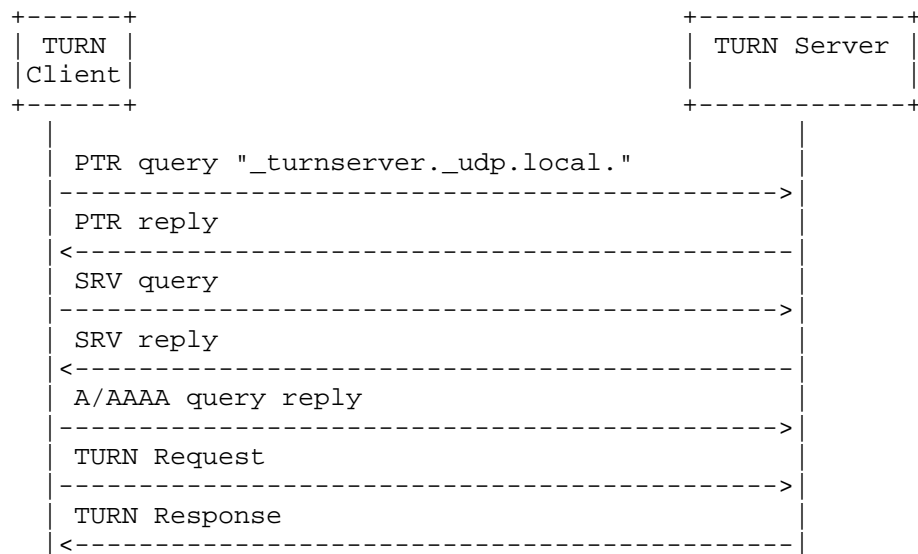 TURN TURN Server
Client
PTR query "_turnserver._udp.local."
PTR reply
SRV query
SRV reply
A/AAAA query reply
TURN Request
TURN Response